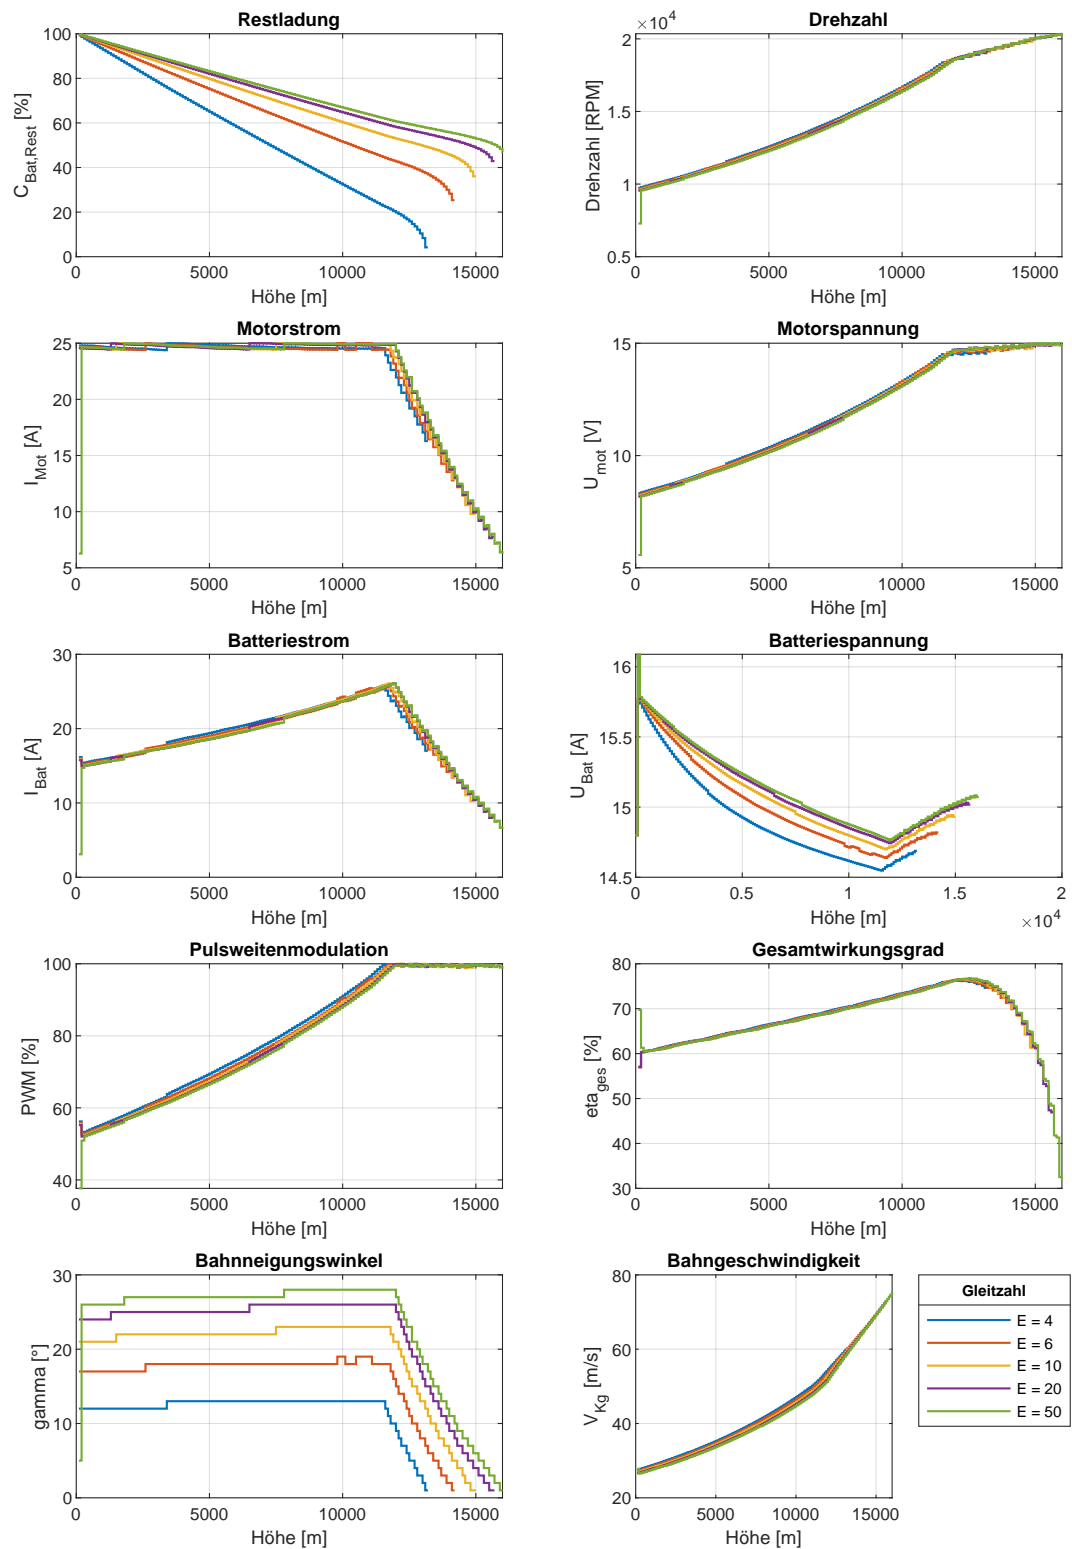 Restladung
100
80
60
40
20
0
C_Bat,Rest [%]
0 5000 10000 15000
Höhe [m]
Drehzahl
×10^4
2
1.5
1
0.5
Drehzahl [RPM]
0 5000 10000 15000
Höhe [m]
Motorstrom
25
20
15
10
5
I_Mot [A]
0 5000 10000 15000
Höhe [m]
Motorspannung
15
10
5
U_mot [V]
0 5000 10000 15000
Höhe [m]
Batteriestrom
30
20
10
0
I_Bat [A]
0 5000 10000 15000
Höhe [m]
Batteriespannung
16
15.5
15
14.5
U_Bat [A]
0 0.5 1 1.5 2
Höhe [m]
×10^4
Pulsweitenmodulation
100
80
60
40
PWM [%]
0 5000 10000 15000
Höhe [m]
Gesamtwirkungsgrad
80
70
60
50
40
30
eta_ges [%]
0 5000 10000 15000
Höhe [m]
Bahnneigungswinkel
30
20
10
0
gamma [°]
0 5000 10000 15000
Höhe [m]
Bahngeschwindigkeit
80
60
40
20
V_Kg [m/s]
0 5000 10000 15000
Höhe [m]
Gleitzahl
E = 4
E = 6
E = 10
E = 20
E = 50